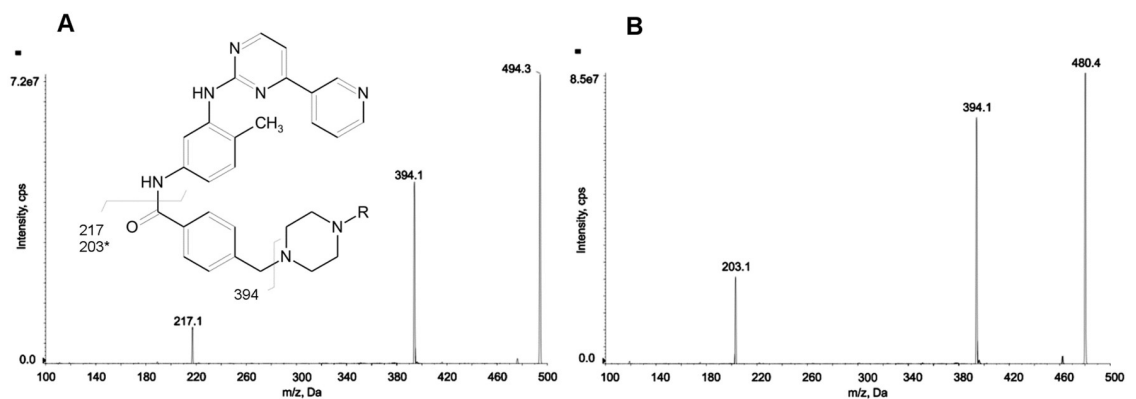 A
7.2e7
0.0
Intensity, cps
494.3
394.1
217.1
N
HN
N
N
CH3
HN
O
N
N
R
217
203*
394
100 140 180 220 260 300 340 380 420 460 500
m/z, Da
B
8.5e7
0.0
Intensity, cps
480.4
394.1
203.1
100 140 180 220 260 300 340 380 420 460 500
m/z, Da